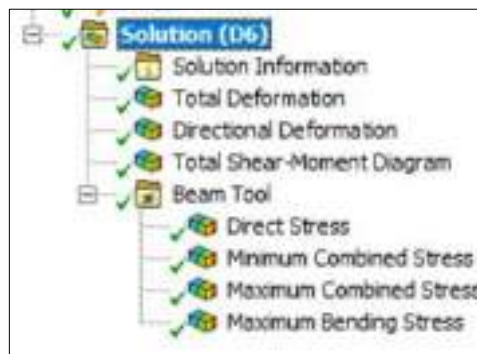 Solution (D6)
Solution Information
Total Deformation
Directional Deformation
Total Shear-Moment Diagram
Beam Tool
Direct Stress
Minimum Combined Stress
Maximum Combined Stress
Maximum Bending Stress